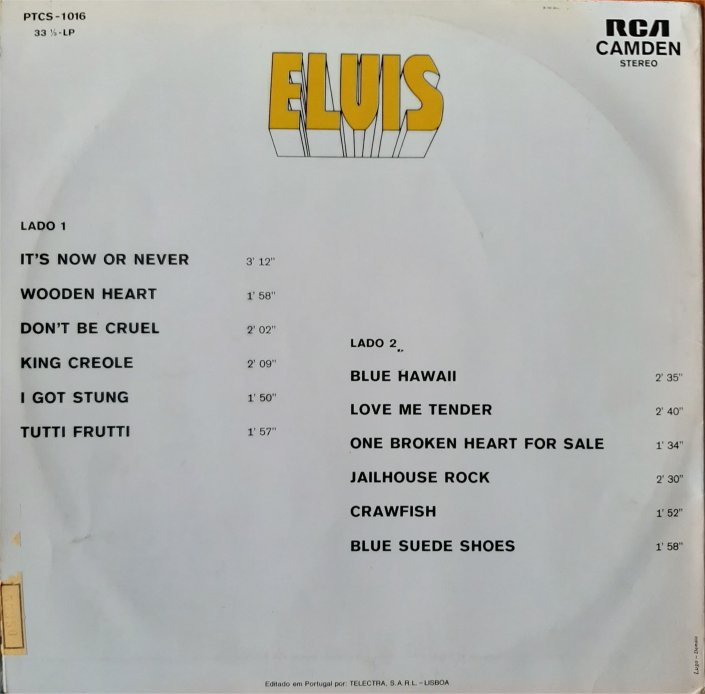 PTCS-1016
33 ⅓-LP
RCA
CAMDEN
STEREO
ELVIS
LADO 1
IT'S NOW OR NEVER 3' 12"
WOODEN HEART 1' 58"
DON'T BE CRUEL 2' 02"
KING CREOLE 2' 09"
I GOT STUNG 1' 50"
TUTTI FRUTTI 1' 57"
LADO 2
BLUE HAWAII 2' 35"
LOVE ME TENDER 2' 40"
ONE BROKEN HEART FOR SALE 1' 34"
JAILHOUSE ROCK 2' 30"
CRAWFISH 1' 52"
BLUE SUEDE SHOES 1' 58"
Editado em Portugal por: TELECTRA, S.A.R.L. – LISBOA